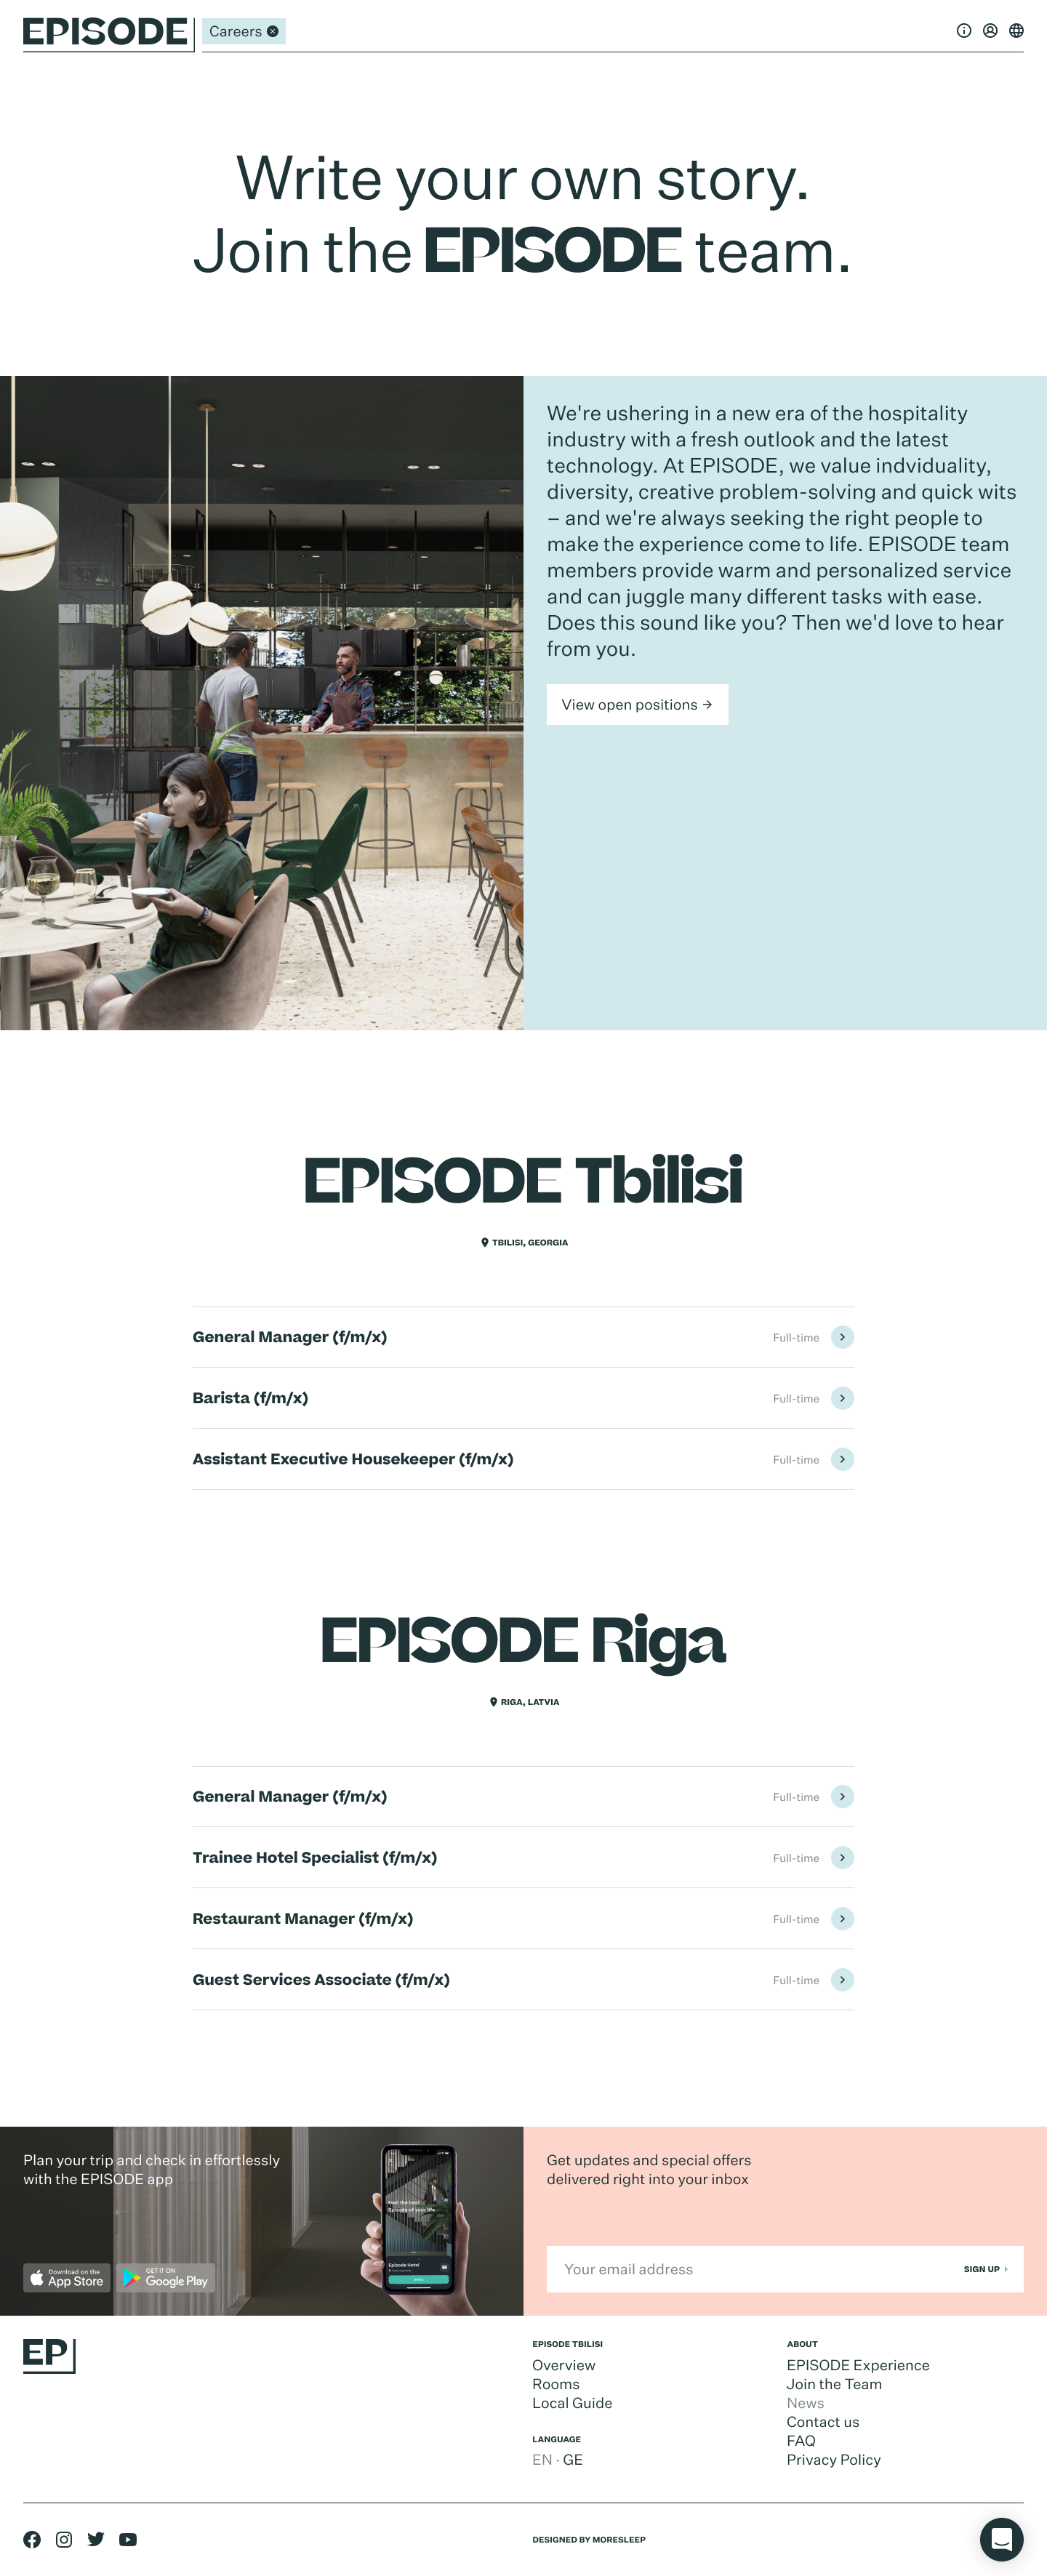 EPISODE
Careers
Write your own story.
Join the EPISODE team.
We're ushering in a new era of the hospitality
industry with a fresh outlook and the latest
technology. At EPISODE, we value indviduality,
diversity, creative problem-solving and quick wits
– and we're always seeking the right people to
make the experience come to life. EPISODE team
members provide warm and personalized service
and can juggle many different tasks with ease.
Does this sound like you? Then we'd love to hear
from you.
View open positions →
EPISODE Tbilisi
TBILISI, GEORGIA
General Manager (f/m/x) Full-time
Barista (f/m/x) Full-time
Assistant Executive Housekeeper (f/m/x) Full-time
EPISODE Riga
RIGA, LATVIA
General Manager (f/m/x) Full-time
Trainee Hotel Specialist (f/m/x) Full-time
Restaurant Manager (f/m/x) Full-time
Guest Services Associate (f/m/x) Full-time
Plan your trip and check in effortlessly
with the EPISODE app
Download on the
App Store
GET IT ON
Google Play
Feel the best
Episode of your life
Episode Hotel
Get updates and special offers
delivered right into your inbox
Your email address
SIGN UP
EP
EPISODE TBILISI
Overview
Rooms
Local Guide
LANGUAGE
EN · GE
ABOUT
EPISODE Experience
Join the Team
News
Contact us
FAQ
Privacy Policy
DESIGNED BY MORESLEEP